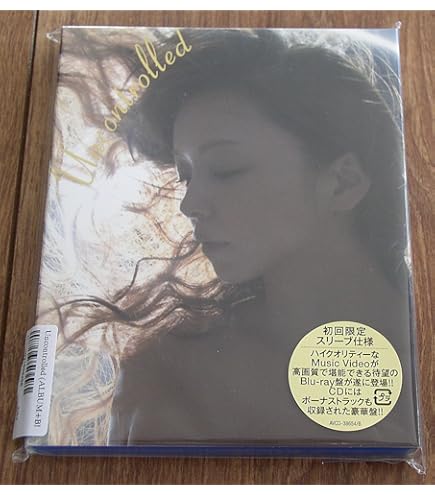 Uncontrolled
初回限定
スリーブ仕様
ハイクオリティーな
Music Videoが
高画質で堪能できる待望の
Blu-ray盤が遂に登場!!
CDには
ボーナストラックも
収録された豪華盤!!
AVCD-38654/B
Uncontrolled (ALBUM+Bl